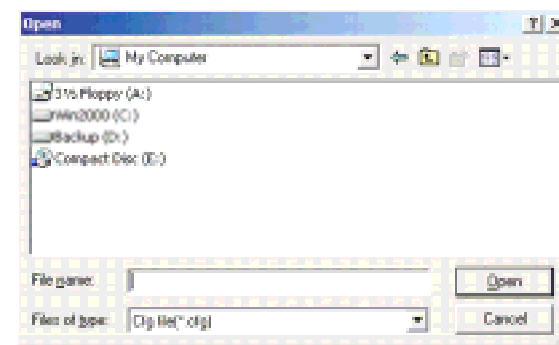 Open
Look in: My Computer
3½ Floppy (A:)
Win2000 (C:)
Backup (D:)
Compact Disc (E:)
File name:
Open
Files of type: Cfg file(*.cfg)
Cancel